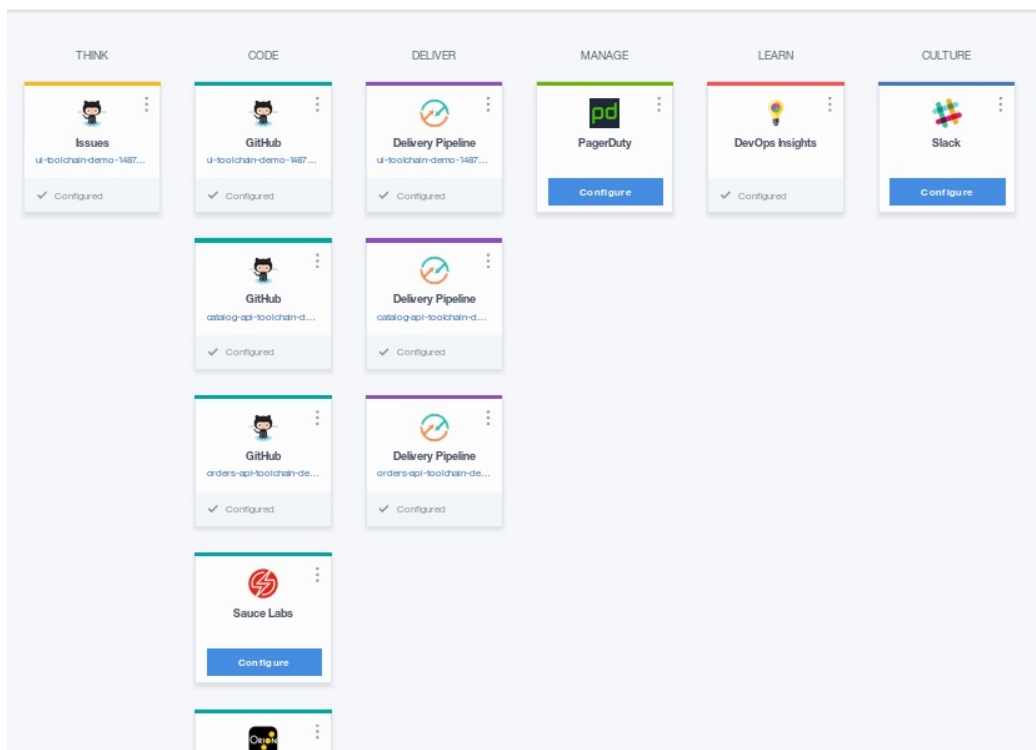 THINK CODE DELIVER MANAGE LEARN CULTURE
Issues GitHub Delivery Pipeline PagerDuty DevOps Insights Slack
ui-toolchain-demo-1487... ui-toolchain-demo-1487... ui-toolchain-demo-1487...
Configured Configured Configured Configure Configured Configure
GitHub Delivery Pipeline
catalog-api-toolchain-d... catalog-api-toolchain-d...
Configured Configured
GitHub Delivery Pipeline
orders-api-toolchain-de... orders-api-toolchain-de...
Configured Configured
Sauce Labs
Configure
ORION